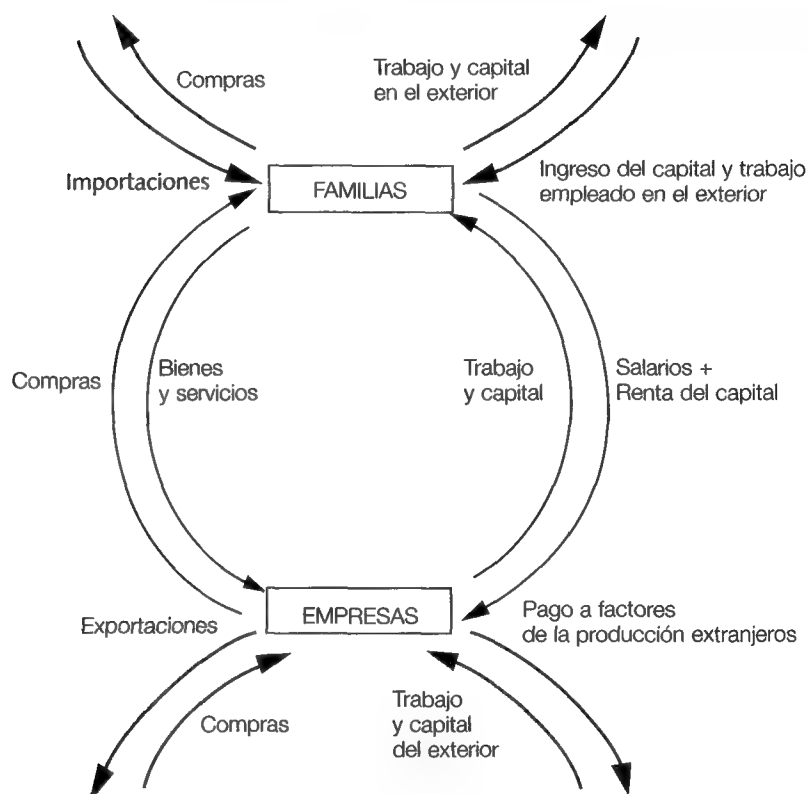 Compras
Trabajo y capital
en el exterior
Importaciones
FAMILIAS
Ingreso del capital y trabajo
empleado en el exterior
Compras
Bienes
y servicios
Trabajo
y capital
Salarios +
Renta del capital
Exportaciones
EMPRESAS
Pago a factores
de la producción extranjeros
Compras
Trabajo
y capital
del exterior